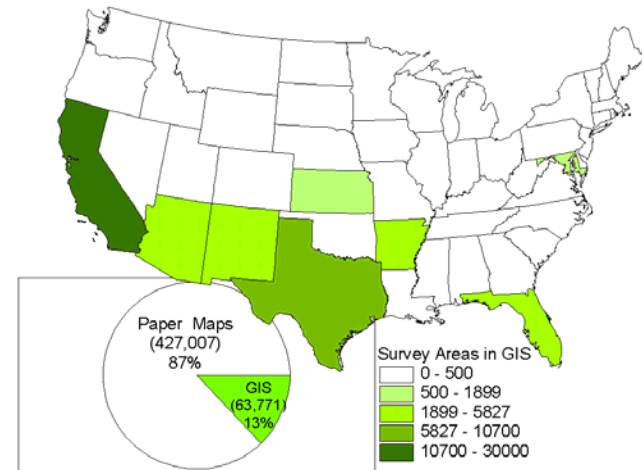 Paper Maps
(427,007)
87%
GIS
(63,771)
13%
Survey Areas in GIS
0 - 500
500 - 1899
1899 - 5827
5827 - 10700
10700 - 30000